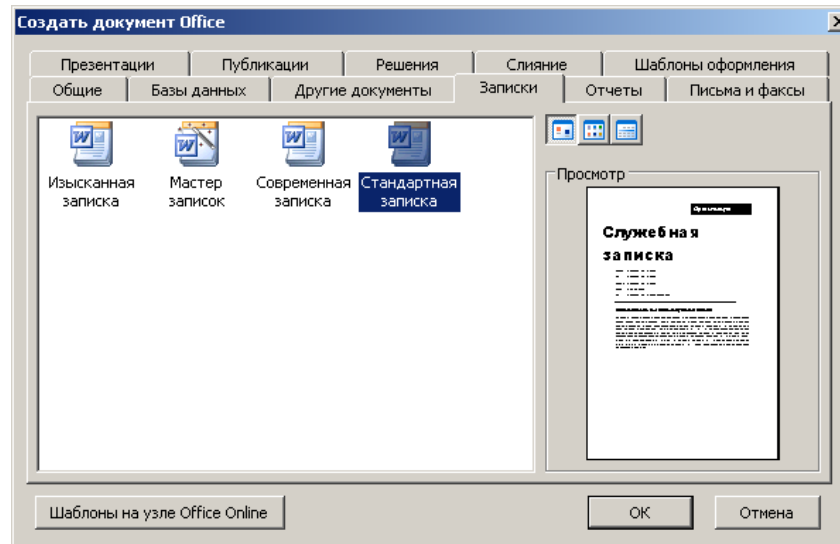 Создать документ Office
Презентации Публикации Решения Слияние Шаблоны оформления
Общие Базы данных Другие документы Записки Отчеты Письма и факсы
Изысканная записка
Мастер записок
Современная записка
Стандартная записка
Просмотр
Служебная
записка
Шаблоны на узле Office Online
OK
Отмена